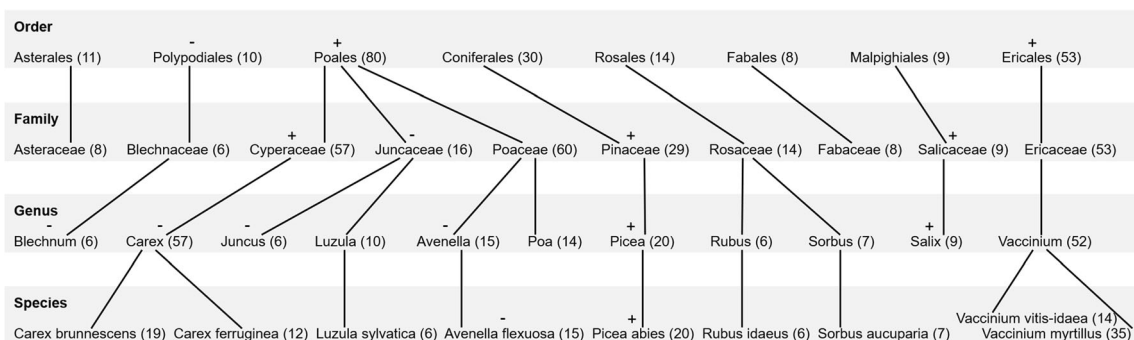 Order
- + +
Asterales (11) Polypodiales (10) Poales (80) Coniferales (30) Rosales (14) Fabales (8) Malpighiales (9) Ericales (53)
Family
+ - + +
Asteraceae (8) Blechnaceae (6) Cyperaceae (57) Juncaceae (16) Poaceae (60) Pinaceae (29) Rosaceae (14) Fabaceae (8) Salicaceae (9) Ericaceae (53)
Genus
- - - - + +
Blechnum (6) Carex (57) Juncus (6) Luzula (10) Avenella (15) Poa (14) Picea (20) Rubus (6) Sorbus (7) Salix (9) Vaccinium (52)
Species
- +
Vaccinium vitis-idaea (14)
Carex brunnescens (19) Carex ferruginea (12) Luzula sylvatica (6) Avenella flexuosa (15) Picea abies (20) Rubus idaeus (6) Sorbus aucuparia (7) Vaccinium myrtillus (35)